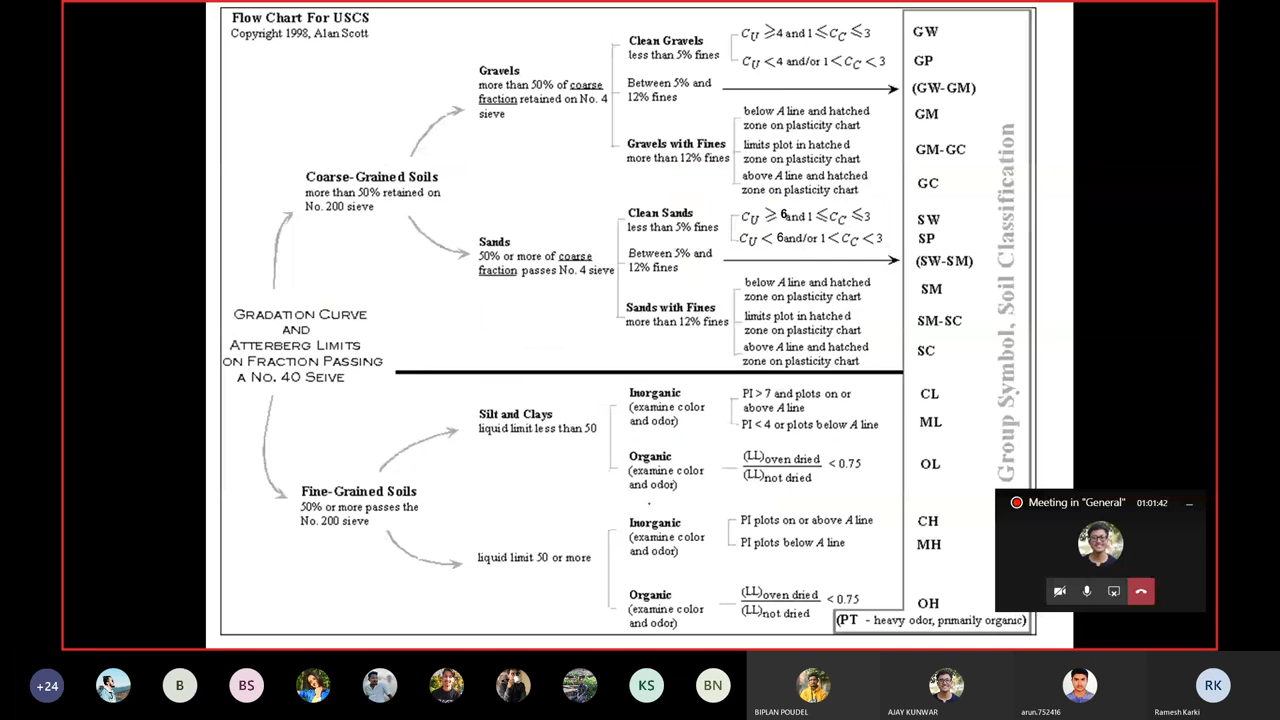 Flow Chart For USCS
Copyright 1998, Alan Scott
GRADATION CURVE
AND
ATTERBERG LIMITS
ON FRACTION PASSING
A NO. 40 SEIVE
Coarse-Grained Soils
more than 50% retained on
No. 200 sieve
Gravels
more than 50% of coarse
fraction retained on No. 4
sieve
Clean Gravels
less than 5% fines
C_U ≥4 and 1≤C_C≤3
GW
C_U <4 and/or 1<C_C<3
GP
Between 5% and
12% fines
(GW-GM)
Gravels with Fines
more than 12% fines
below A line and hatched
zone on plasticity chart
GM
limits plot in hatched
zone on plasticity chart
GM-GC
above A line and hatched
zone on plasticity chart
GC
Sands
50% or more of coarse
fraction passes No. 4 sieve
Clean Sands
less than 5% fines
C_U ≥ 6and 1≤C_C≤3
SW
C_U < 6and/or 1<C_C<3
SP
Between 5% and
12% fines
(SW-SM)
Sands with Fines
more than 12% fines
below A line and hatched
zone on plasticity chart
SM
limits plot in hatched
zone on plasticity chart
SM-SC
above A line and hatched
zone on plasticity chart
SC
Fine-Grained Soils
50% or more passes the
No. 200 sieve
Silt and Clays
liquid limit less than 50
Inorganic
(examine color
and odor)
PI > 7 and plots on or
above A line
CL
PI < 4 or plots below A line
ML
Organic
(examine color
and odor)
(LL)oven dried
(LL)not dried
< 0.75
OL
liquid limit 50 or more
Inorganic
(examine color
and odor)
PI plots on or above A line
CH
PI plots below A line
MH
Organic
(examine color
and odor)
(LL)oven dried
(LL)not dried
< 0.75
OH
(PT - heavy odor, primarily organic)
Group Symbol, Soil Classification
Meeting in "General"
01:01:42
+24
B
BS
KS
BN
BIPLAN POUDEL
AJAY KUNWAR
arun.752416
RK
Ramesh Karki